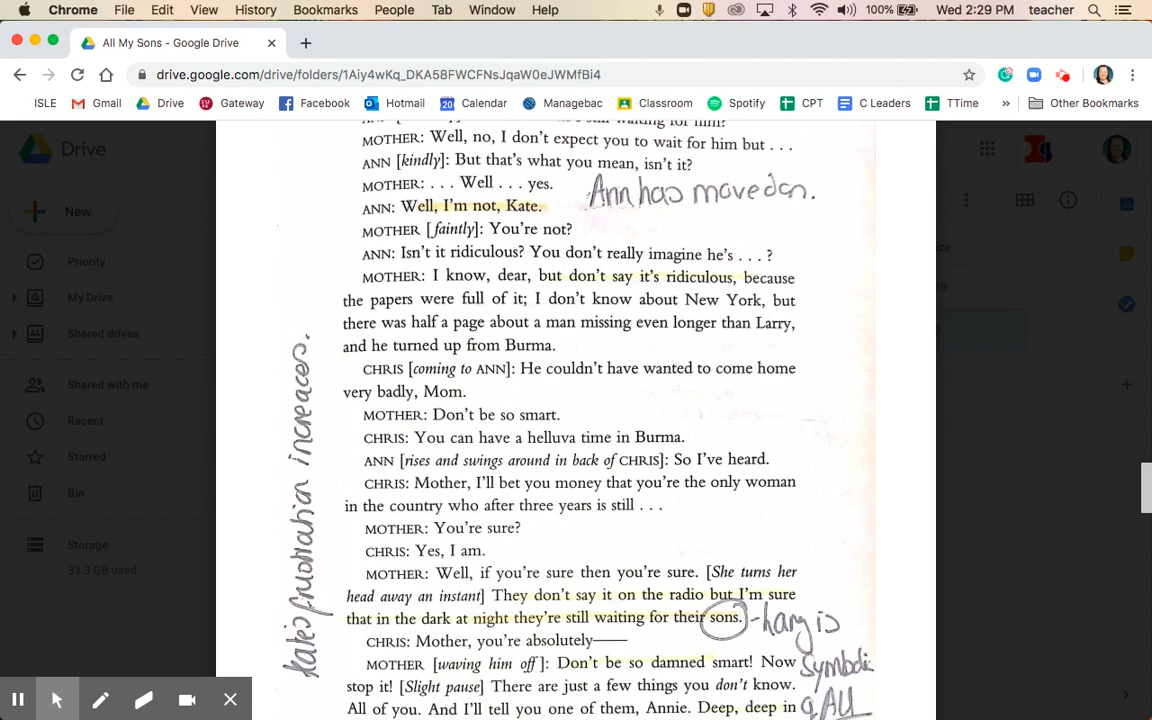 Chrome File Edit View History Bookmarks People Tab Window Help 100% Wed 2:29 PM teacher
All My Sons - Google Drive
drive.google.com/drive/folders/1Aiy4wKq_DKA58FWCFNsJqaW0eJWMfBi4
ISLE Gmail Drive Gateway Facebook Hotmail 20 Calendar Managebac Classroom Spotify CPT C Leaders TTime » Other Bookmarks
Drive
New
Priority
My Drive
Shared drives
Shared with me
Recent
Starred
Bin
Storage
33.3 GB used
still waiting for him?
MOTHER: Well, no, I don't expect you to wait for him but . . .
ANN [kindly]: But that's what you mean, isn't it?
MOTHER: . . . Well . . . yes.
Ann has moved on.
ANN: Well, I'm not, Kate.
MOTHER [faintly]: You're not?
ANN: Isn't it ridiculous? You don't really imagine he's . . . ?
MOTHER: I know, dear, but don't say it's ridiculous, because
the papers were full of it; I don't know about New York, but
there was half a page about a man missing even longer than Larry,
and he turned up from Burma.
CHRIS [coming to ANN]: He couldn't have wanted to come home
very badly, Mom.
MOTHER: Don't be so smart.
CHRIS: You can have a helluva time in Burma.
ANN [rises and swings around in back of CHRIS]: So I've heard.
CHRIS: Mother, I'll bet you money that you're the only woman
in the country who after three years is still . . .
MOTHER: You're sure?
CHRIS: Yes, I am.
MOTHER: Well, if you're sure then you're sure. [She turns her
head away an instant] They don't say it on the radio but I'm sure
that in the dark at night they're still waiting for their sons.
CHRIS: Mother, you're absolutely——
MOTHER [waving him off]: Don't be so damned smart! Now
stop it! [Slight pause] There are just a few things you don't know.
All of you. And I'll tell you one of them, Annie. Deep, deep in
Kate's frustration increases.
- Larry is
symbolic
of ALL